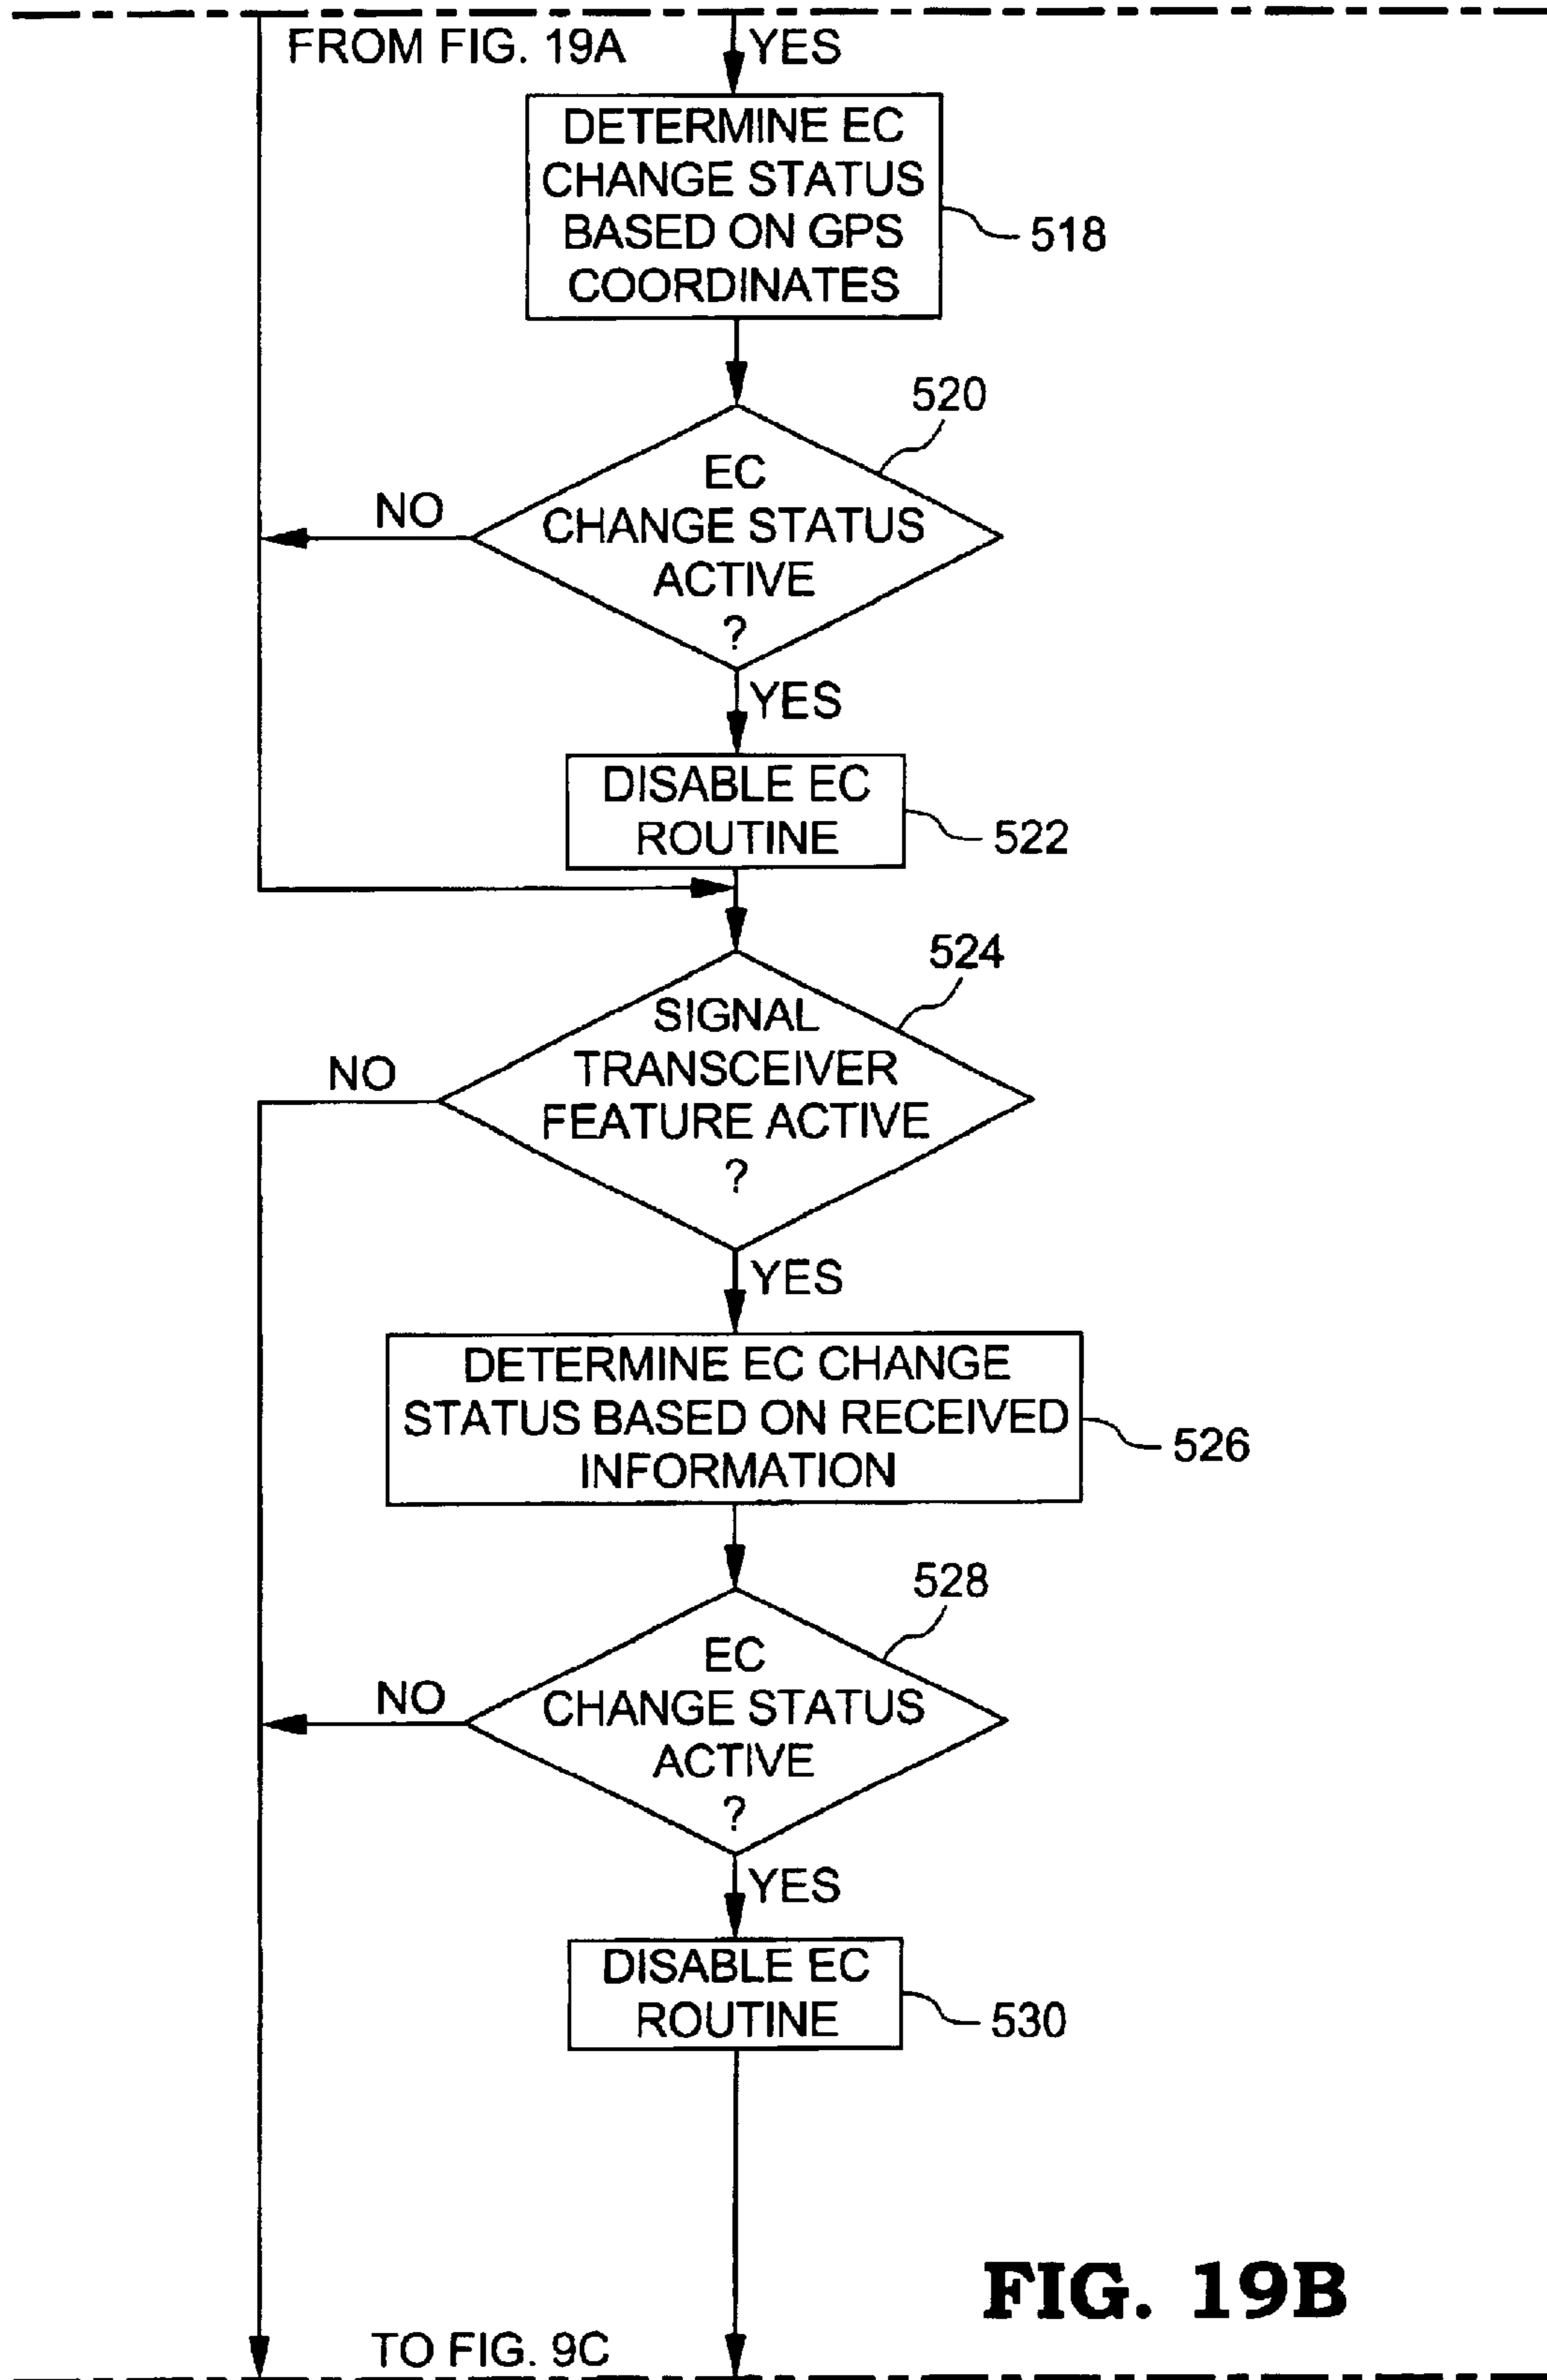 FROM FIG. 19A
YES
DETERMINE EC
CHANGE STATUS
BASED ON GPS
COORDINATES
518
520
EC
CHANGE STATUS
ACTIVE
?
NO
YES
DISABLE EC
ROUTINE
522
524
SIGNAL
TRANSCEIVER
FEATURE ACTIVE
?
NO
YES
DETERMINE EC CHANGE
STATUS BASED ON RECEIVED
INFORMATION
526
528
EC
CHANGE STATUS
ACTIVE
?
NO
YES
DISABLE EC
ROUTINE
530
FIG. 19B
TO FIG. 9C